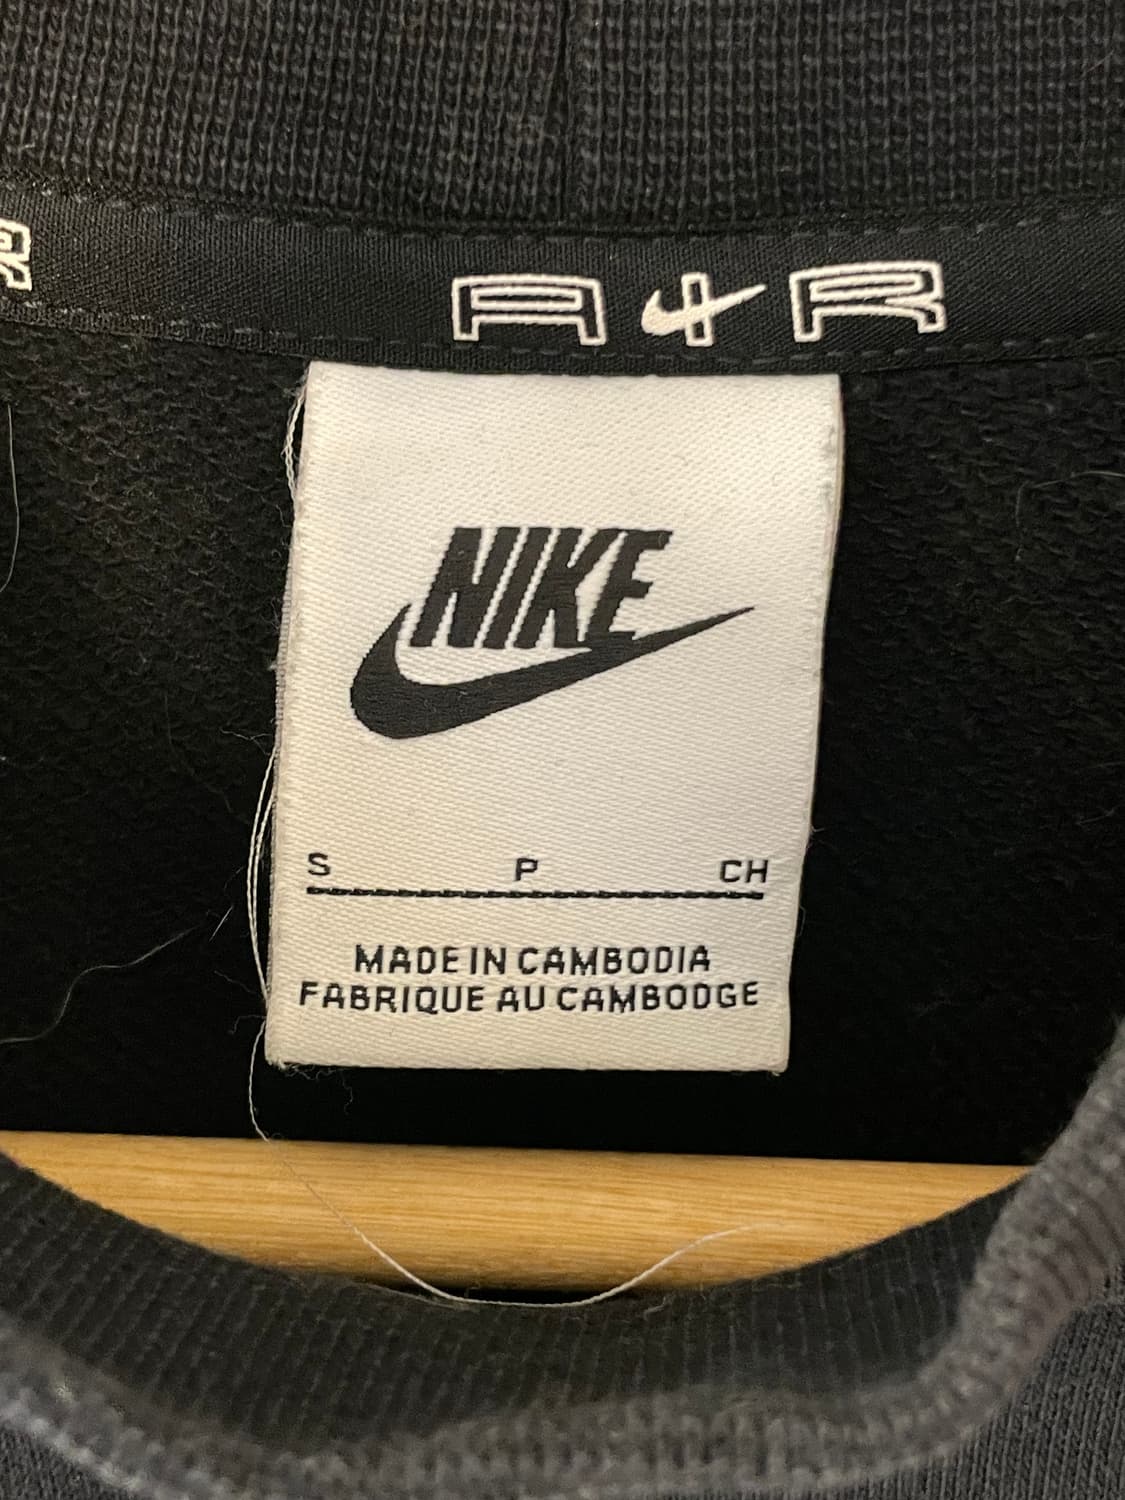 R A I R
NIKE
S P CH
MADE IN CAMBODIA
FABRIQUE AU CAMBODGE